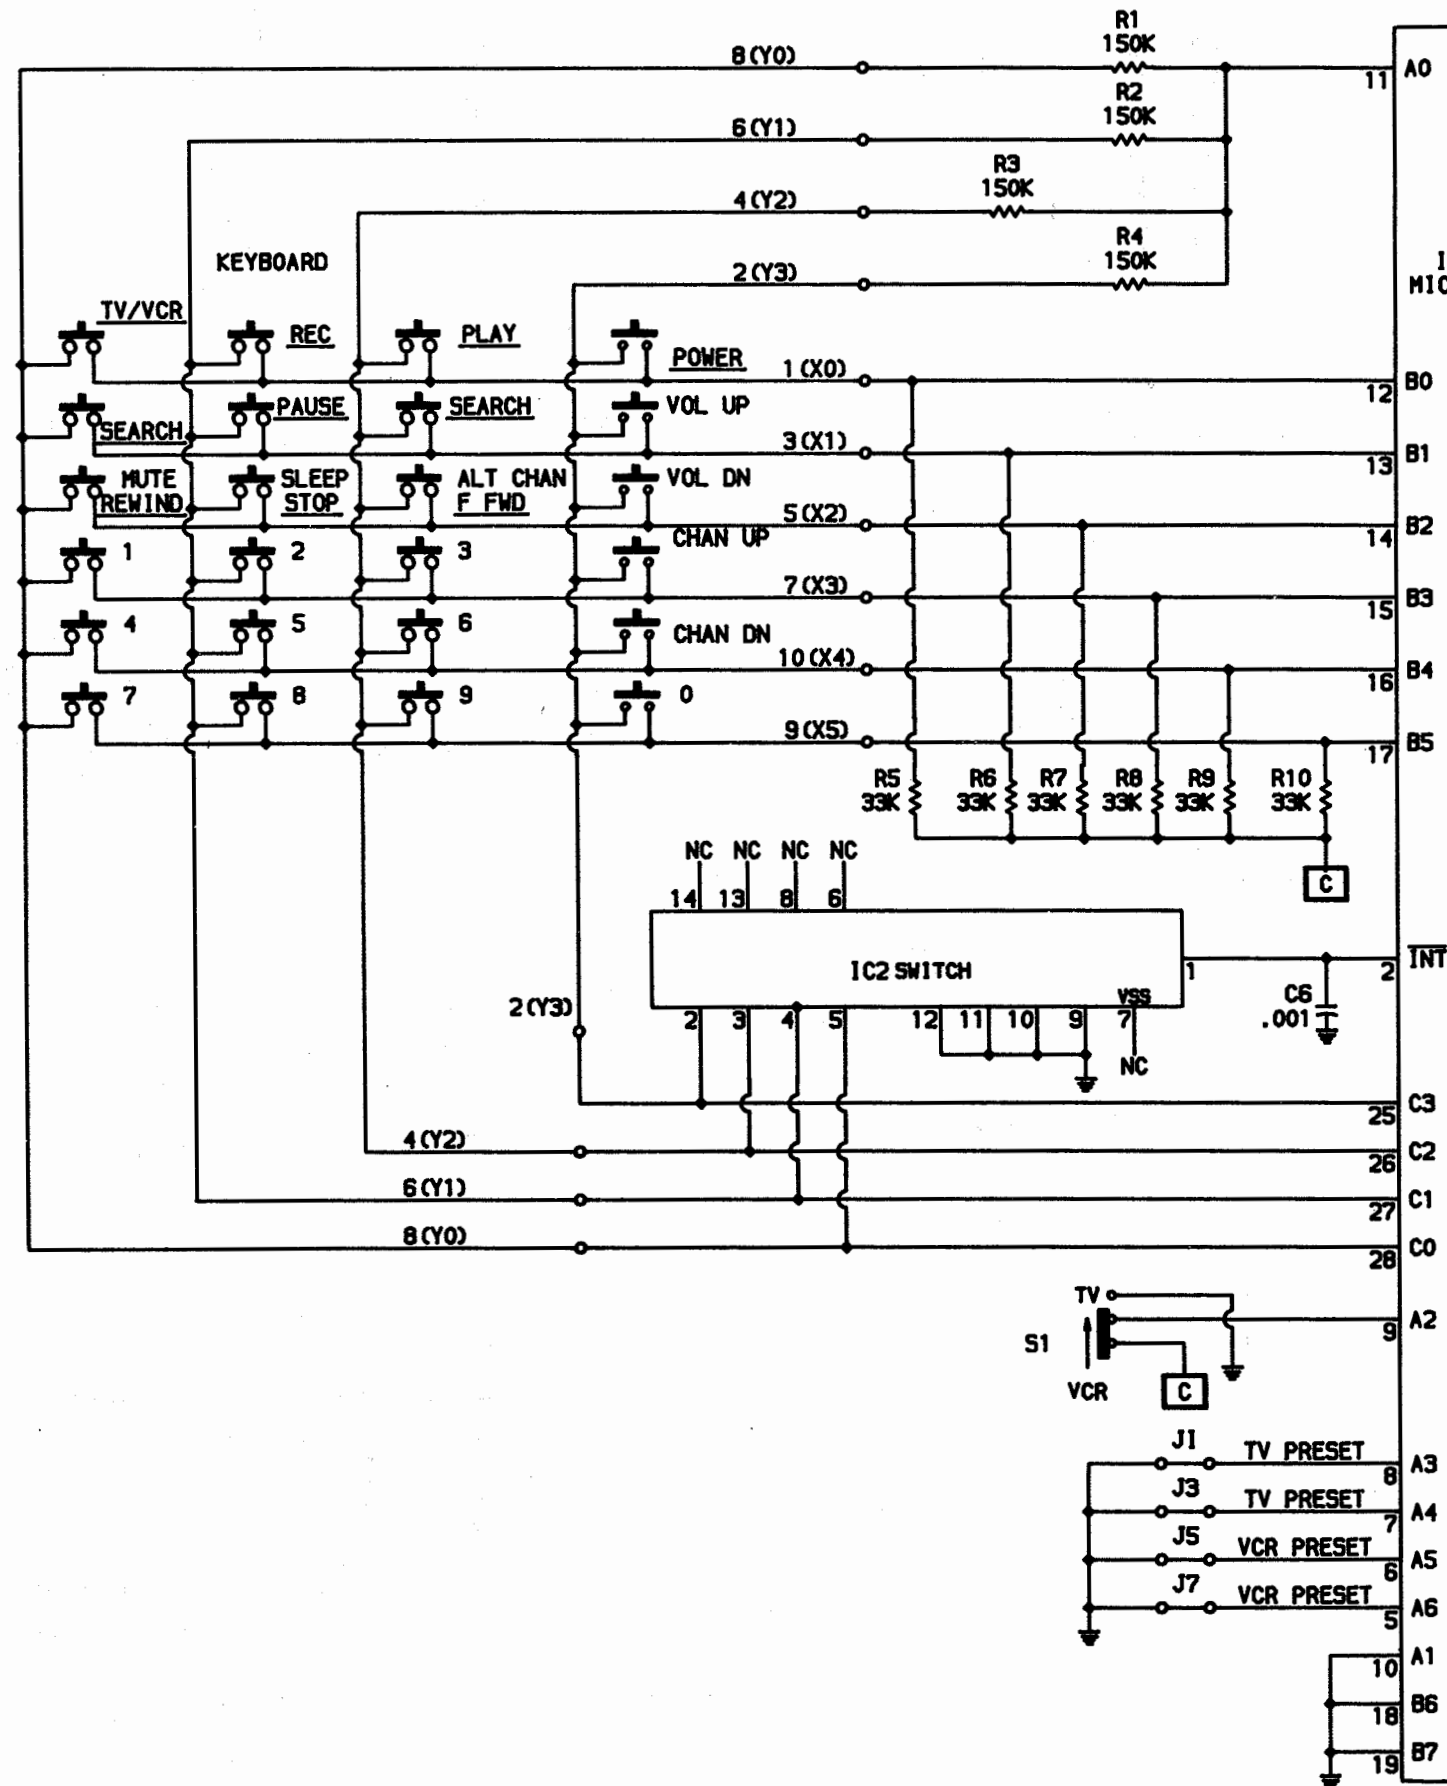 R1
150K
8(Y0)
11
A0
R2
150K
6(Y1)
R3
150K
4(Y2)
R4
150K
2(Y3)
KEYBOARD
I
MIC
TV/VCR
REC
PLAY
POWER
1(X0)
12
B0
SEARCH
PAUSE
SEARCH
VOL UP
3(X1)
13
B1
MUTE
REWIND
SLEEP
STOP
ALT CHAN
F FWD
VOL DN
5(X2)
14
B2
1
2
3
CHAN UP
7(X3)
15
B3
4
5
6
CHAN DN
10(X4)
16
B4
7
8
9
0
9(X5)
17
B5
R5
33K
R6
33K
R7
33K
R8
33K
R9
33K
R10
33K
C
NC NC NC NC
14 13 8 6
IC2 SWITCH
1
2
INT
C6
.001
VSS
2 3 4 5 12 11 10 9 7
NC
2(Y3)
25
C3
4(Y2)
26
C2
6(Y1)
27
C1
8(Y0)
28
C0
TV
S1
VCR
C
9
A2
J1
TV PRESET
8
A3
J3
TV PRESET
7
A4
J5
VCR PRESET
6
A5
J7
VCR PRESET
5
A6
10
A1
18
B6
19
B7